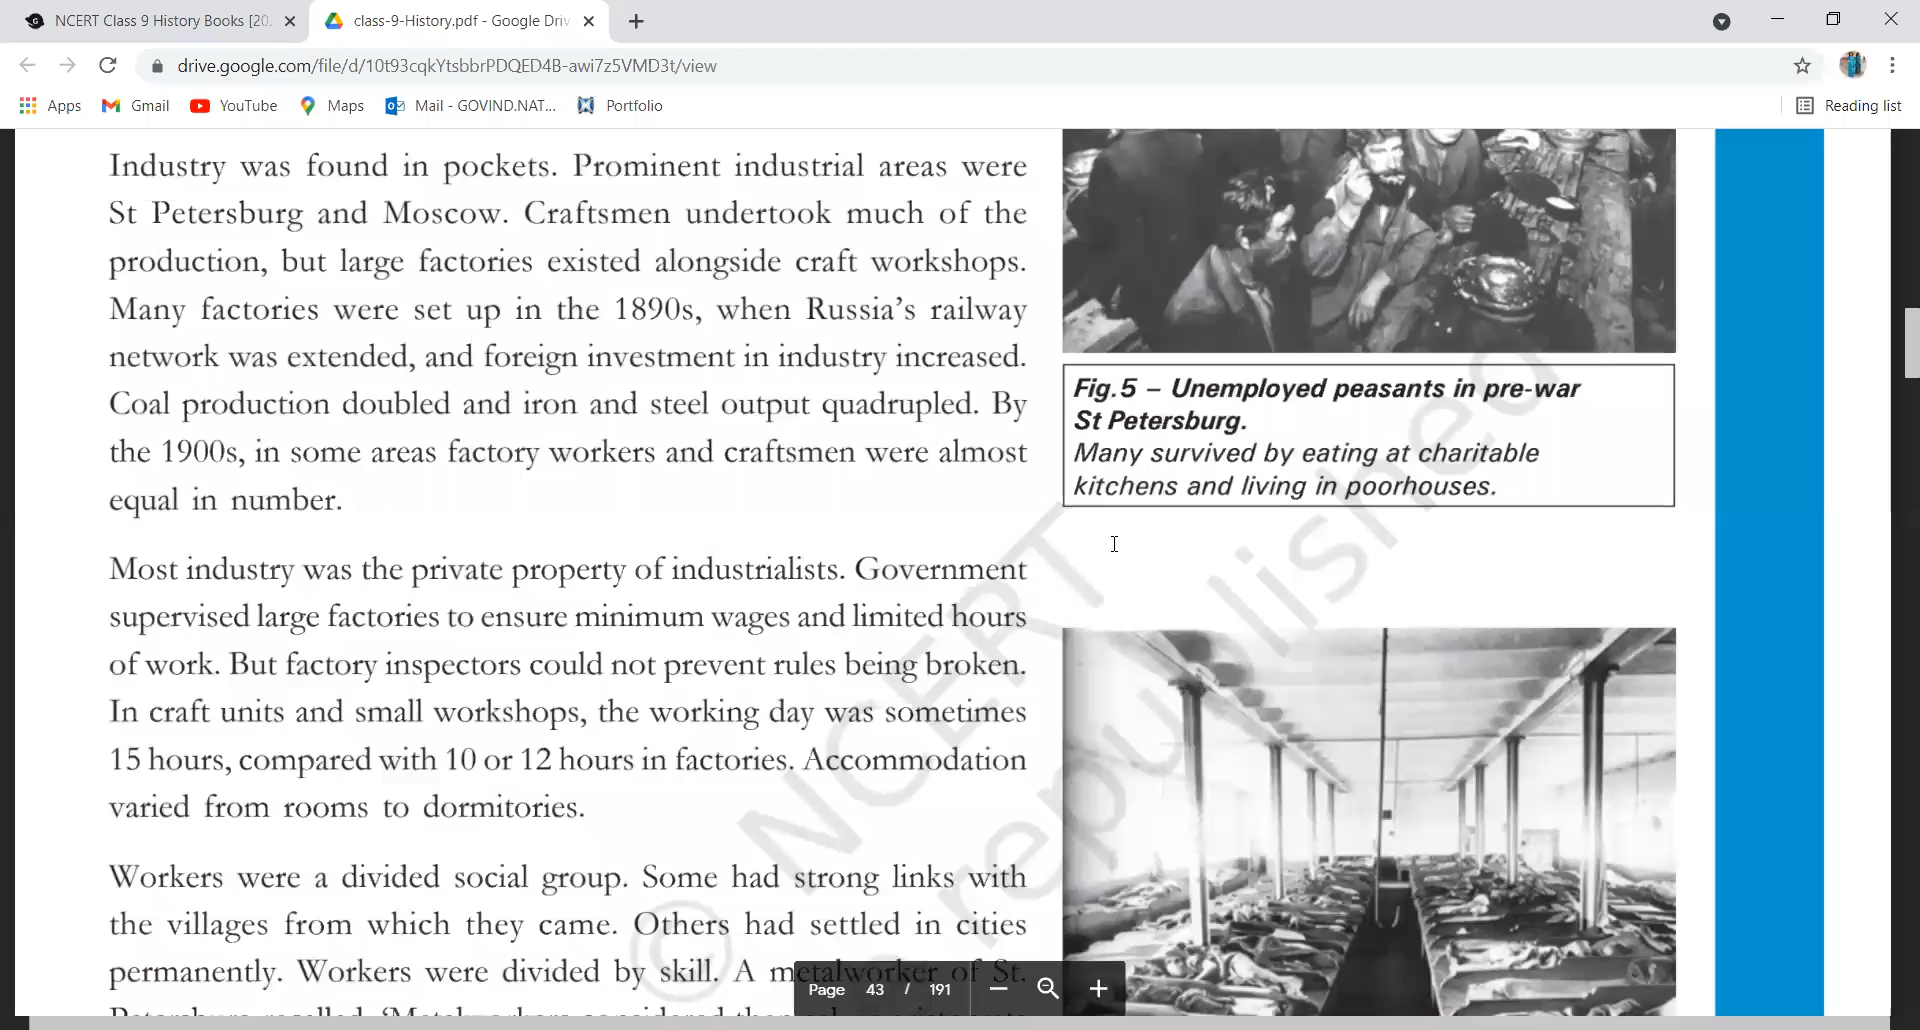 NCERT Class 9 History Books [20
class-9-History.pdf - Google Driv
drive.google.com/file/d/10t93cqkYtsbbrPDQED4B-awi7z5VMD3t/view
Apps
Gmail
YouTube
Maps
Mail - GOVIND.NAT...
Portfolio
Reading list
Industry was found in pockets. Prominent industrial areas were
St Petersburg and Moscow. Craftsmen undertook much of the
production, but large factories existed alongside craft workshops.
Many factories were set up in the 1890s, when Russia's railway
network was extended, and foreign investment in industry increased.
Coal production doubled and iron and steel output quadrupled. By
the 1900s, in some areas factory workers and craftsmen were almost
equal in number.
Most industry was the private property of industrialists. Government
supervised large factories to ensure minimum wages and limited hours
of work. But factory inspectors could not prevent rules being broken.
In craft units and small workshops, the working day was sometimes
15 hours, compared with 10 or 12 hours in factories. Accommodation
varied from rooms to dormitories.
Workers were a divided social group. Some had strong links with
the villages from which they came. Others had settled in cities
permanently. Workers were divided by skill. A metalworker of St.
Fig.5 – Unemployed peasants in pre-war
St Petersburg.
Many survived by eating at charitable
kitchens and living in poorhouses.
© NCERT
republished
Page 43 / 191